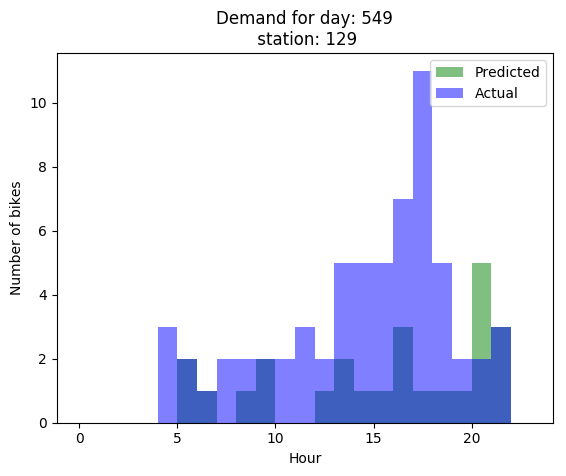 Demand for day: 549
station: 129
Predicted
Actual
Number of bikes
10
8
6
4
2
0
0 5 10 15 20
Hour